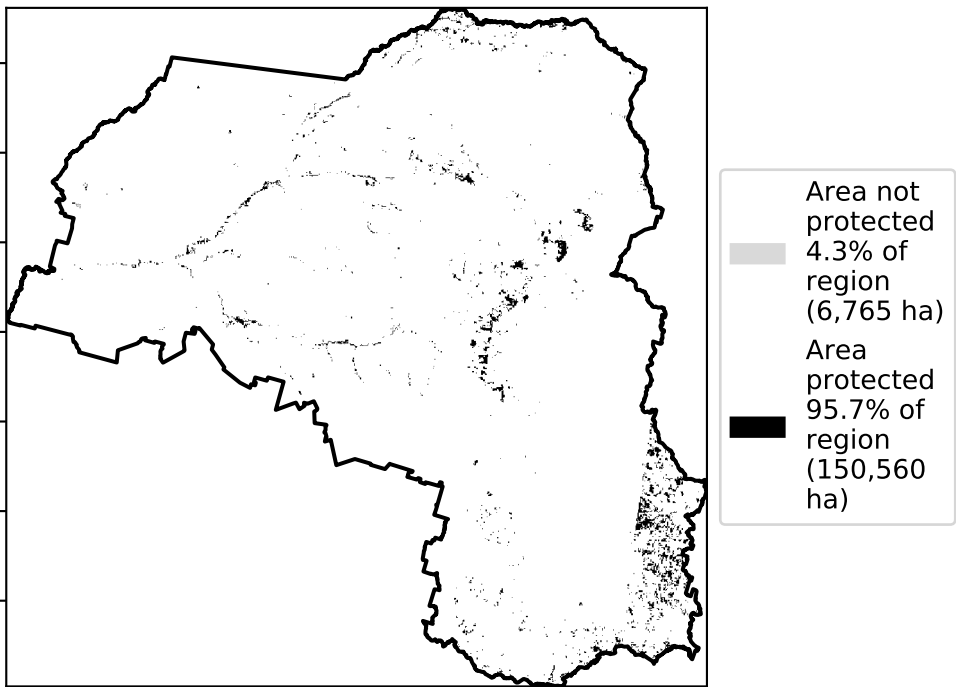 Area not
protected
4.3% of
region
(6,765 ha)
Area
protected
95.7% of
region
(150,560
ha)